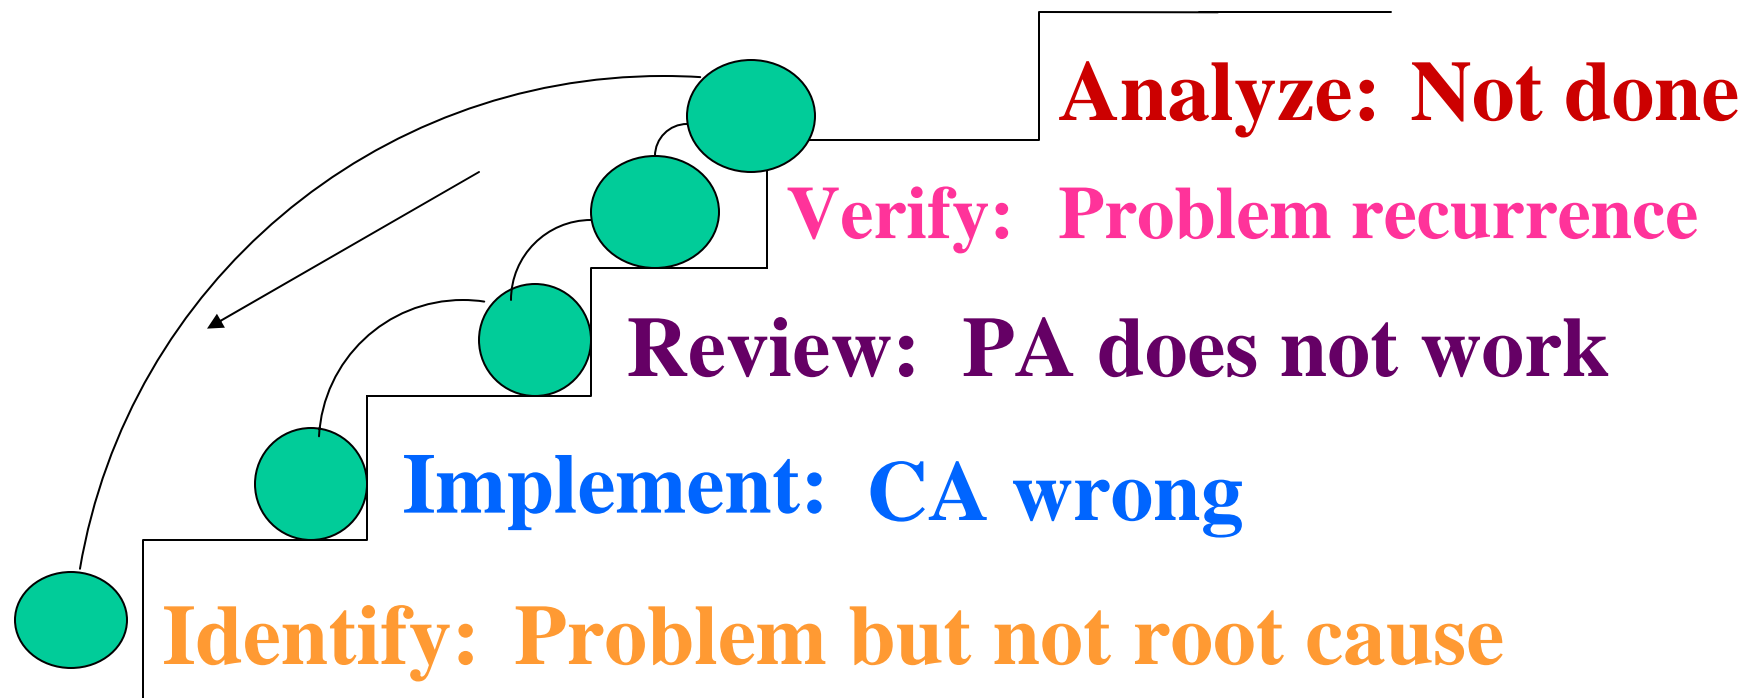 Analyze: Not done
Verify: Problem recurrence
Review: PA does not work
Implement: CA wrong
Identify: Problem but not root cause